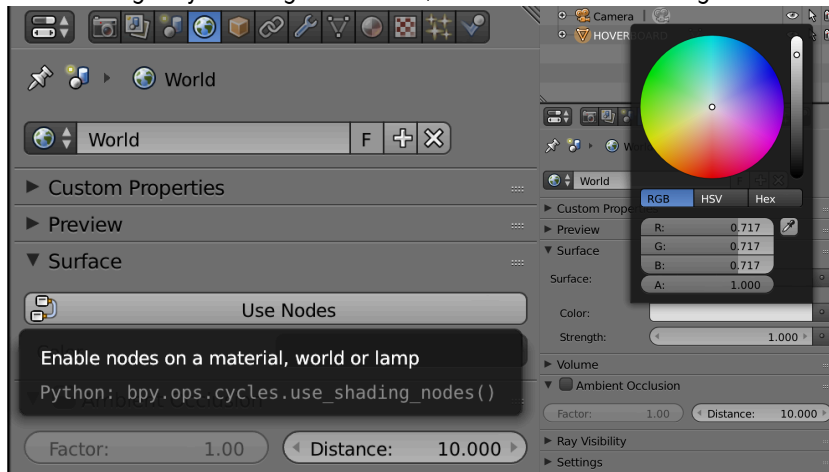 World
World
F
Custom Properties
Preview
Surface
Use Nodes
Enable nodes on a material, world or lamp
Python: bpy.ops.cycles.use_shading_nodes()
Ambient Occlusion
Factor: 1.00
Distance: 10.000
Camera
HOVERBOARD
World
RGB HSV Hex
R: 0.717
G: 0.717
B: 0.717
A: 1.000
Custom Prope
Preview
Surface
Surface:
Color:
Strength: 1.000
Volume
Ambient Occlusion
Factor: 1.00 Distance: 10.000
Ray Visibility
Settings